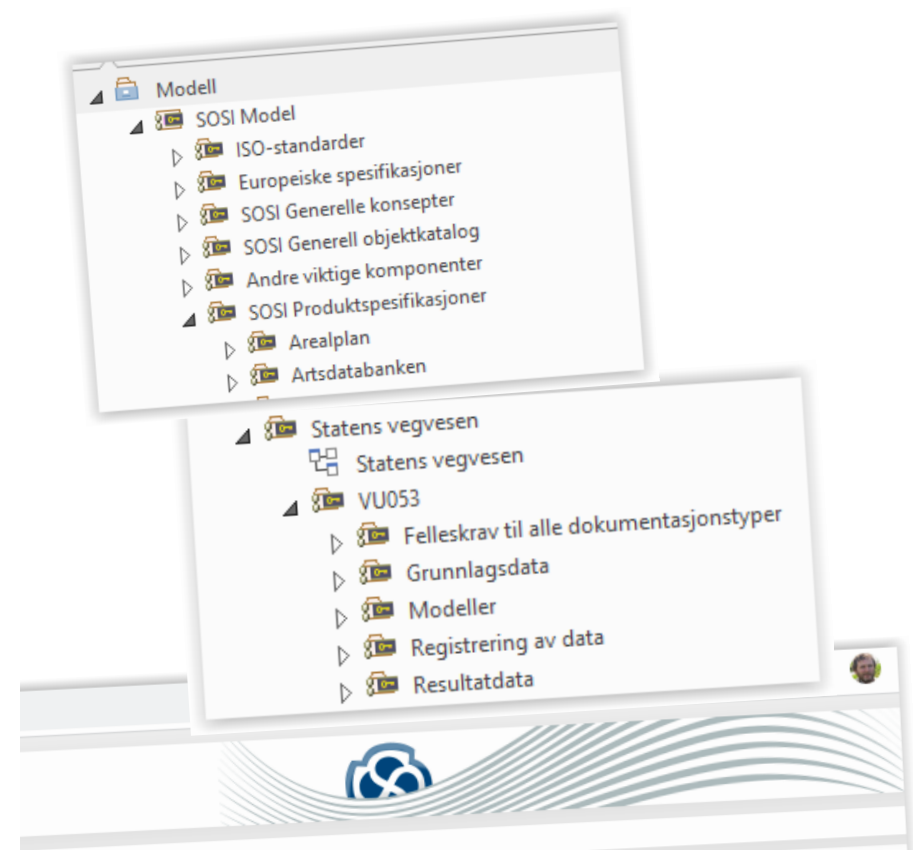 Modell
SOSI Model
ISO-standarder
Europeiske spesifikasjoner
SOSI Generelle konsepter
SOSI Generell objektkatalog
Andre viktige komponenter
SOSI Produktspesifikasjoner
Arealplan
Artsdatabanken
Statens vegvesen
Statens vegvesen
VU053
Felleskrav til alle dokumentasjonstyper
Grunnlagsdata
Modeller
Registrering av data
Resultatdata